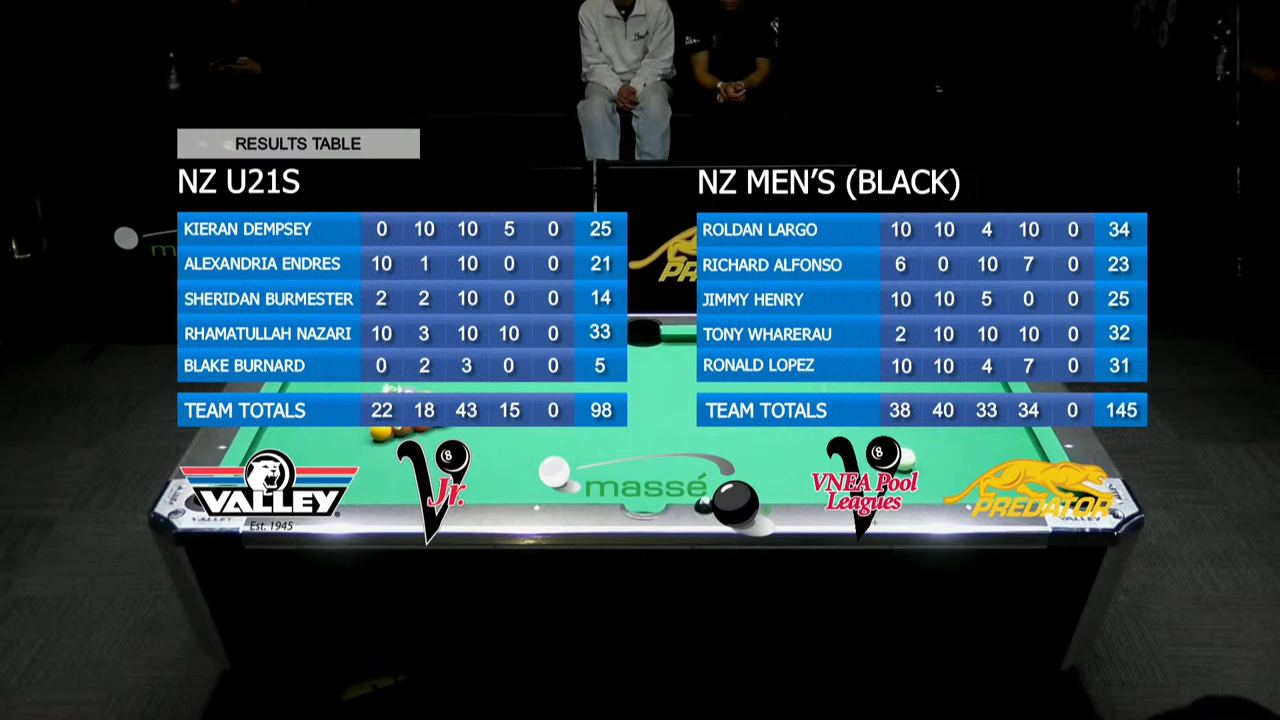 RESULTS TABLE
NZ U21S
KIERAN DEMPSEY 0 10 10 5 0 25
ALEXANDRIA ENDRES 10 1 10 0 0 21
SHERIDAN BURMESTER 2 2 10 0 0 14
RHAMATULLAH NAZARI 10 3 10 10 0 33
BLAKE BURNARD 0 2 3 0 0 5
TEAM TOTALS 22 18 43 15 0 98
NZ MEN'S (BLACK)
ROLDAN LARGO 10 10 4 10 0 34
RICHARD ALFONSO 6 0 10 7 0 23
JIMMY HENRY 10 10 5 0 0 25
TONY WHARERAU 2 10 10 10 0 32
RONALD LOPEZ 10 10 4 7 0 31
TEAM TOTALS 38 40 33 34 0 145
VALLEY
Est. 1945
8
V Jr.
massé
8
V
VNEA Pool
Leagues
PREDATOR
VALLEY
VALLEY